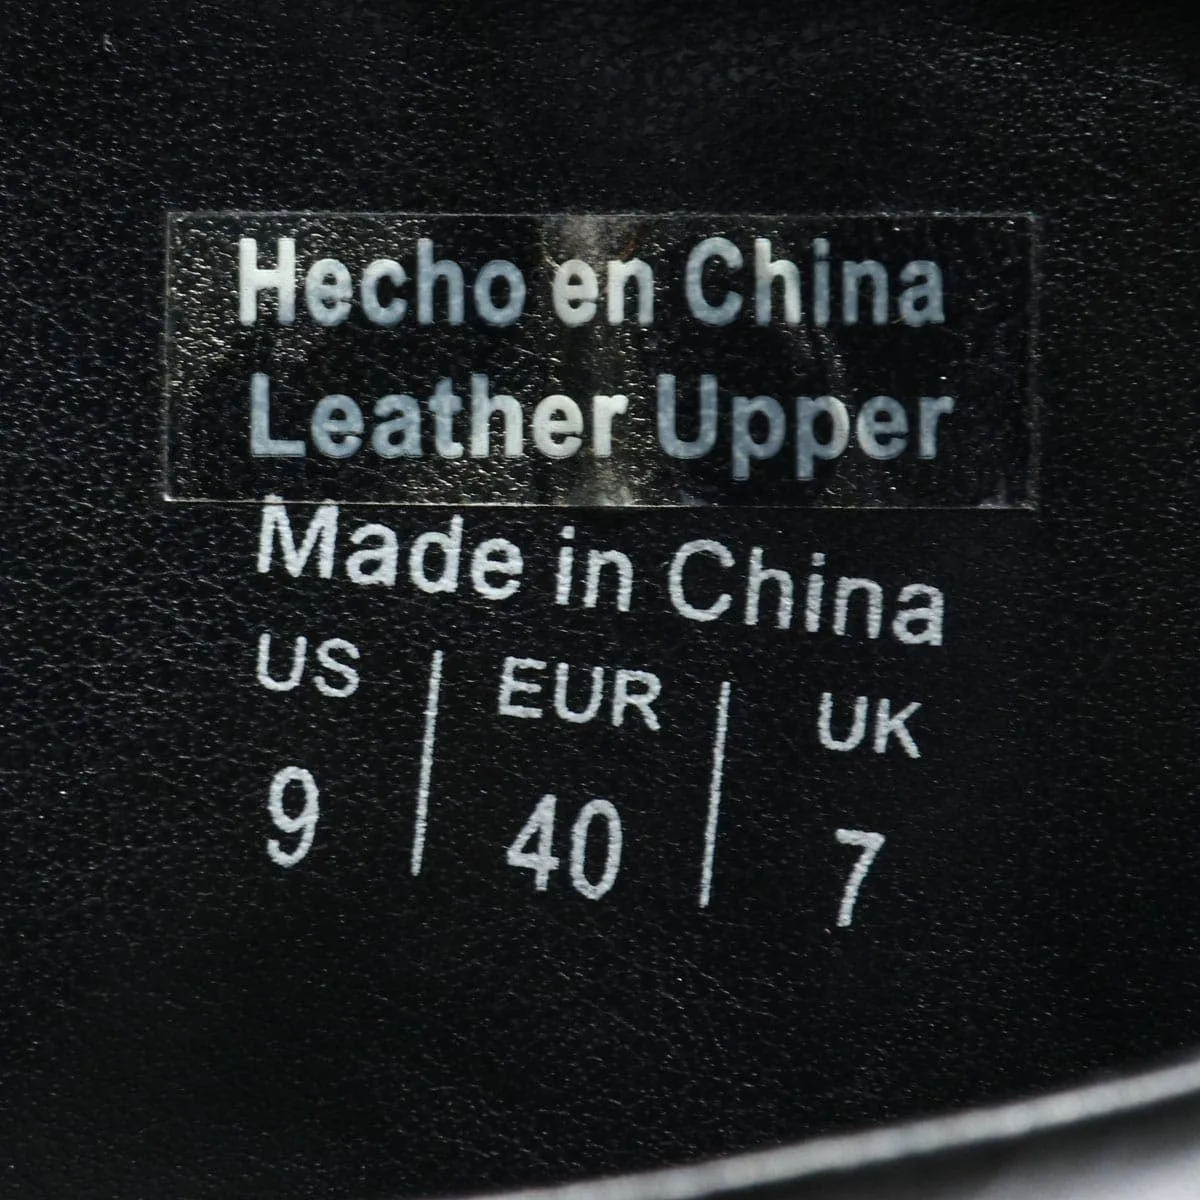 Hecho en China
Leather Upper
Made in China
US | EUR | UK
9 | 40 | 7